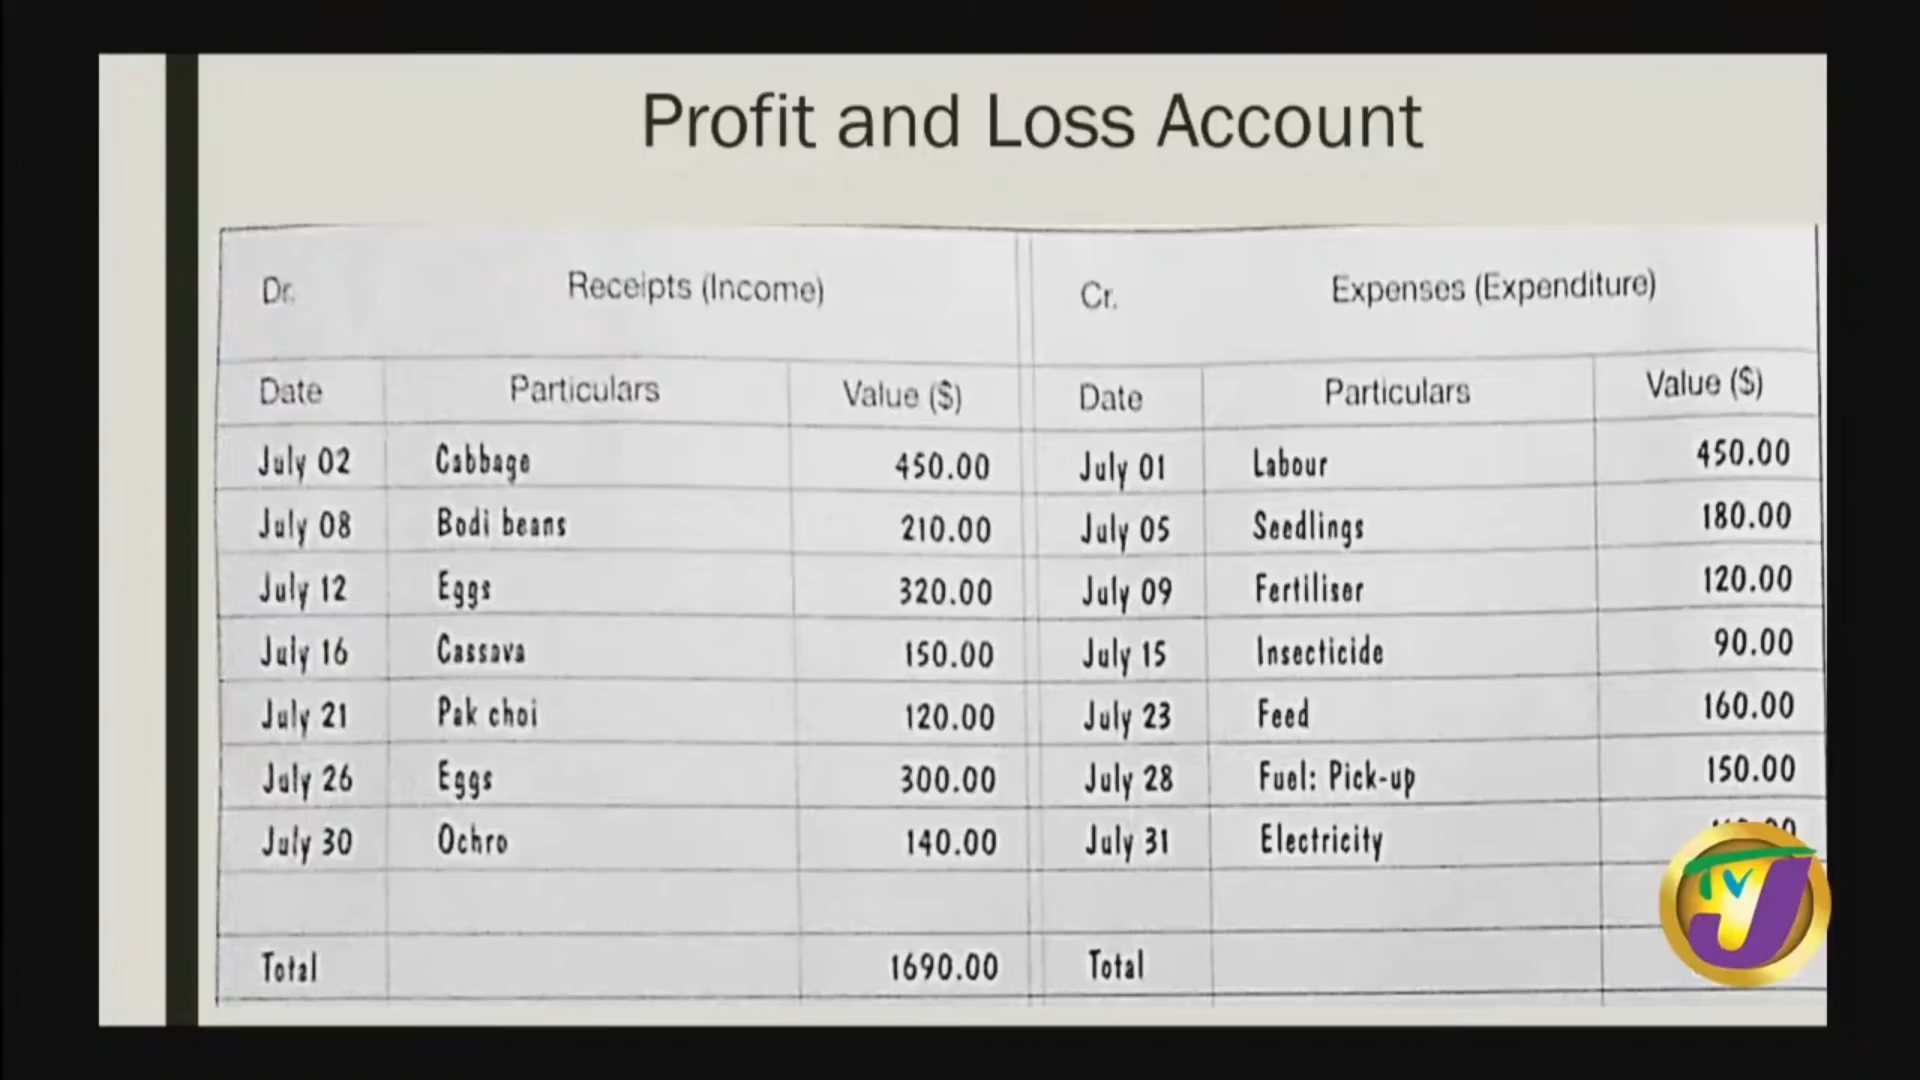 Profit and Loss Account
Dr. Receipts (Income) Cr. Expenses (Expenditure)
Date Particulars Value ($) Date Particulars Value ($)
July 02 Cabbage 450.00 July 01 Labour 450.00
July 08 Bodi beans 210.00 July 05 Seedlings 180.00
July 12 Eggs 320.00 July 09 Fertiliser 120.00
July 16 Cassava 150.00 July 15 Insecticide 90.00
July 21 Pak choi 120.00 July 23 Feed 160.00
July 26 Eggs 300.00 July 28 Fuel: Pick-up 150.00
July 30 Ochro 140.00 July 31 Electricity
Total 1690.00 Total
TVJ